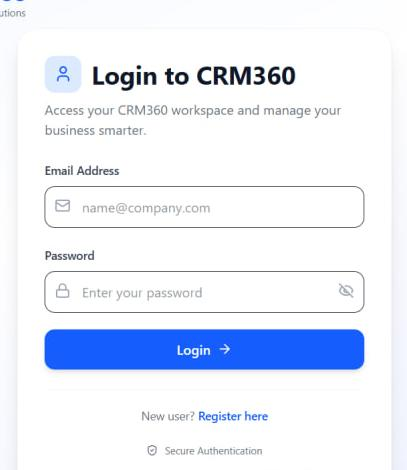 utions
Login to CRM360
Access your CRM360 workspace and manage your
business smarter.
Email Address
name@company.com
Password
Enter your password
Login →
New user? Register here
Secure Authentication